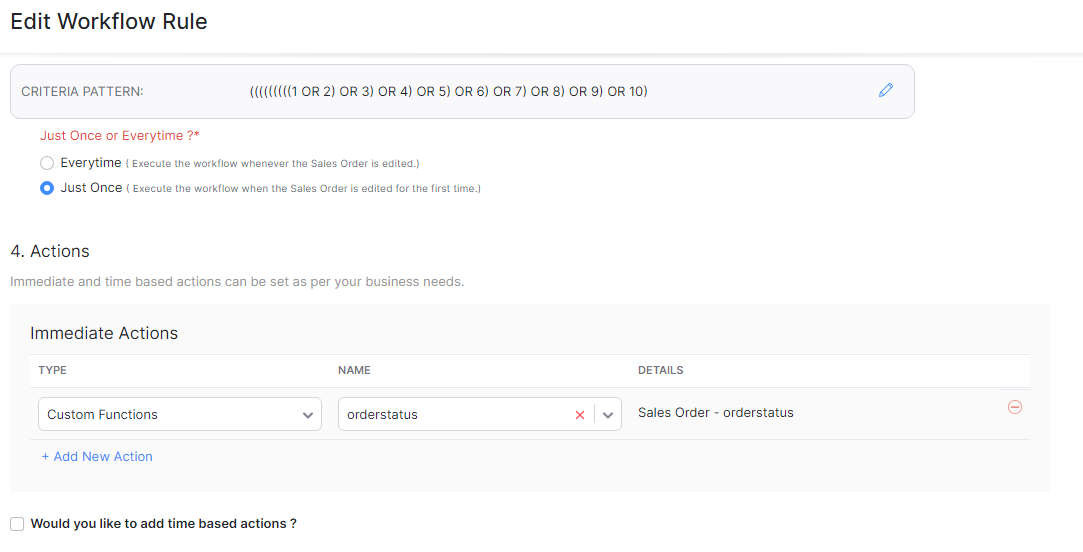 Edit Workflow Rule
CRITERIA PATTERN: (((((((((1 OR 2) OR 3) OR 4) OR 5) OR 6) OR 7) OR 8) OR 9) OR 10)
Just Once or Everytime ?*
Everytime ( Execute the workflow whenever the Sales Order is edited.)
Just Once ( Execute the workflow when the Sales Order is edited for the first time.)
4. Actions
Immediate and time based actions can be set as per your business needs.
Immediate Actions
TYPE NAME DETAILS
Custom Functions orderstatus Sales Order - orderstatus
+ Add New Action
Would you like to add time based actions ?